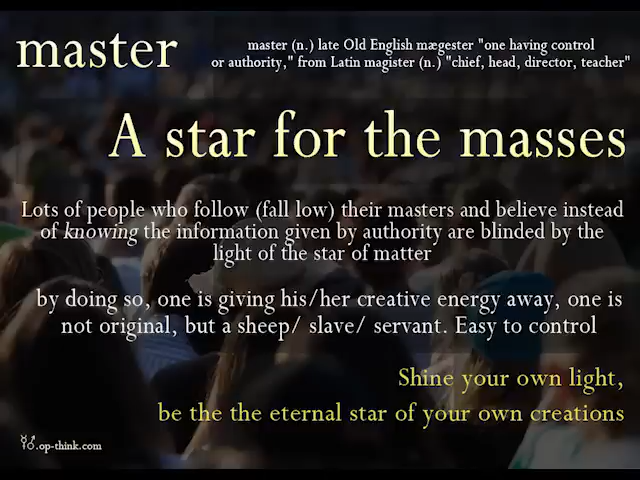 master
master (n.) late Old English mægester "one having control
or authority," from Latin magister (n.) "chief, head, director, teacher"
A star for the masses
Lots of people who follow (fall low) their masters and believe instead
of knowing the information given by authority are blinded by the
light of the star of matter
by doing so, one is giving his/her creative energy away, one is
not original, but a sheep/ slave/ servant. Easy to control
Shine your own light,
be the the eternal star of your own creations
☿♂.op-think.com